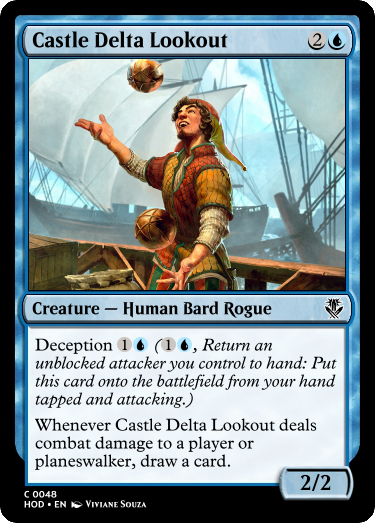 Castle Delta Lookout 2
Creature — Human Bard Rogue
Deception 1 (1, Return an
unblocked attacker you control to hand: Put
this card onto the battlefield from your hand
tapped and attacking.)
Whenever Castle Delta Lookout deals
combat damage to a player or
planeswalker, draw a card.
2/2
C 0048
HOD • EN Viviane Souza